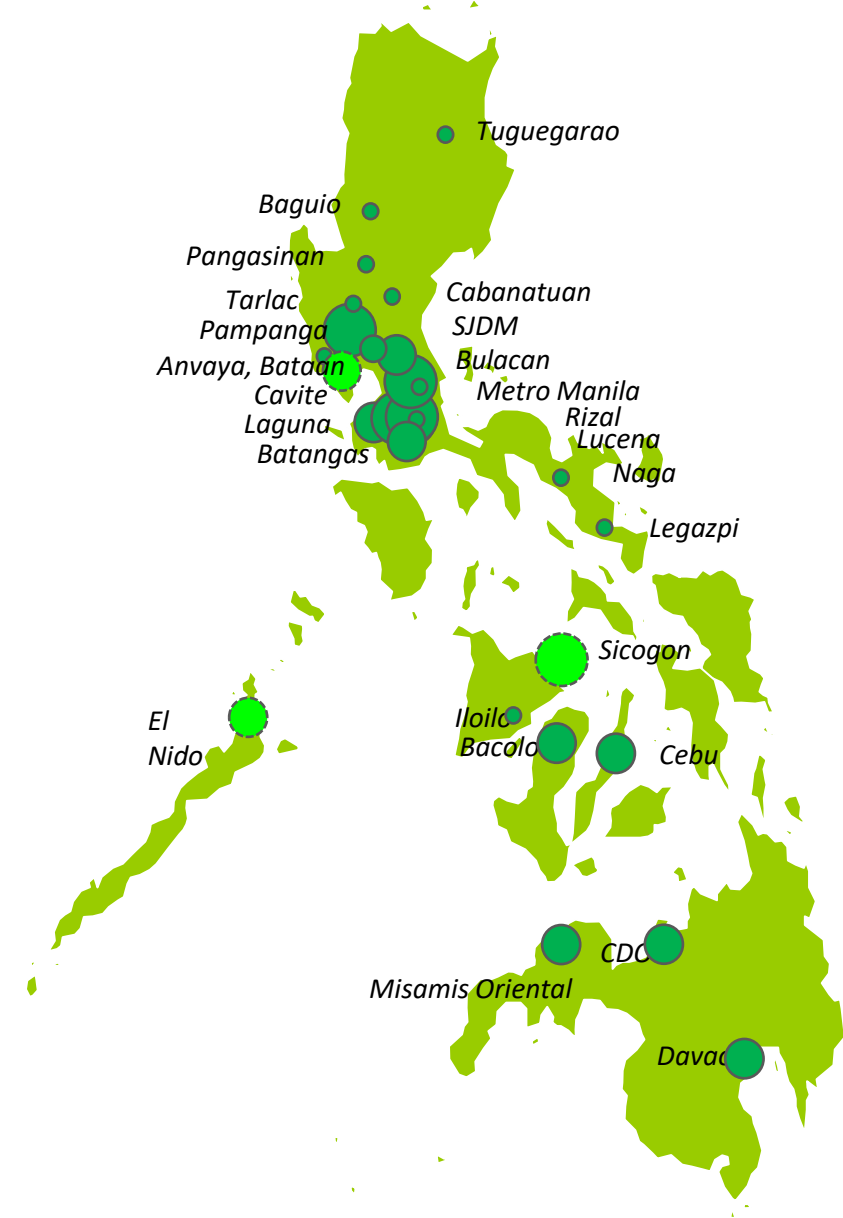 Tuguegarao
Baguio
Pangasinan
Tarlac
Cabanatuan
Pampanga
SJDM
Anvaya, Bataan
Bulacan
Cavite
Metro Manila
Laguna
Rizal
Batangas
Lucena
Naga
Legazpi
Sicogon
El
Nido
Iloilo
Bacolo
Cebu
CDO
Misamis Oriental
Davao